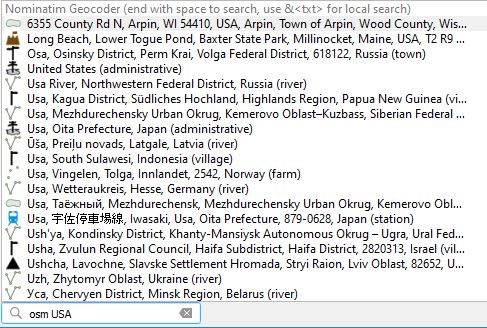 Nominatim Geocoder (end with space to search, use &<txt> for local search)
6355 County Rd N, Arpin, WI 54410, USA, Arpin, Town of Arpin, Wood County, Wis...
Long Beach, Lower Togue Pond, Baxter State Park, Millinocket, Maine, USA, T2 R9 ...
Osa, Osinsky District, Perm Krai, Volga Federal District, 618122, Russia (town)
United States (administrative)
Usa River, Northwestern Federal District, Russia (river)
Usa, Kagua District, Südliches Hochland, Highlands Region, Papua New Guinea (vi...
Usa, Mezhdurechensky Urban Okrug, Kemerovo Oblast–Kuzbass, Siberian Federal ...
Usa, Oita Prefecture, Japan (administrative)
Ūša, Preiļu novads, Latgale, Latvia (river)
Usa, South Sulawesi, Indonesia (village)
Usa, Vingelen, Tolga, Innlandet, 2542, Norway (farm)
Usa, Wetteraukreis, Hesse, Germany (river)
Usa, Таёжный, Mezhdurechensk, Mezhdurechensky Urban Okrug, Kemerovo Obl...
Usa, 宇佐停車場線, Iwasaki, Usa, Oita Prefecture, 879-0628, Japan (station)
Ush'ya, Kondinsky District, Khanty-Mansiysk Autonomous Okrug – Ugra, Ural Fed...
Usha, Zvulun Regional Council, Haifa Subdistrict, Haifa District, 2820313, Israel (vil...
Ushcha, Lavochne, Slavske Settlement Hromada, Stryi Raion, Lviv Oblast, 82652, U...
Uzh, Zhytomyr Oblast, Ukraine (river)
Уса, Chervyen District, Minsk Region, Belarus (river)
osm USA